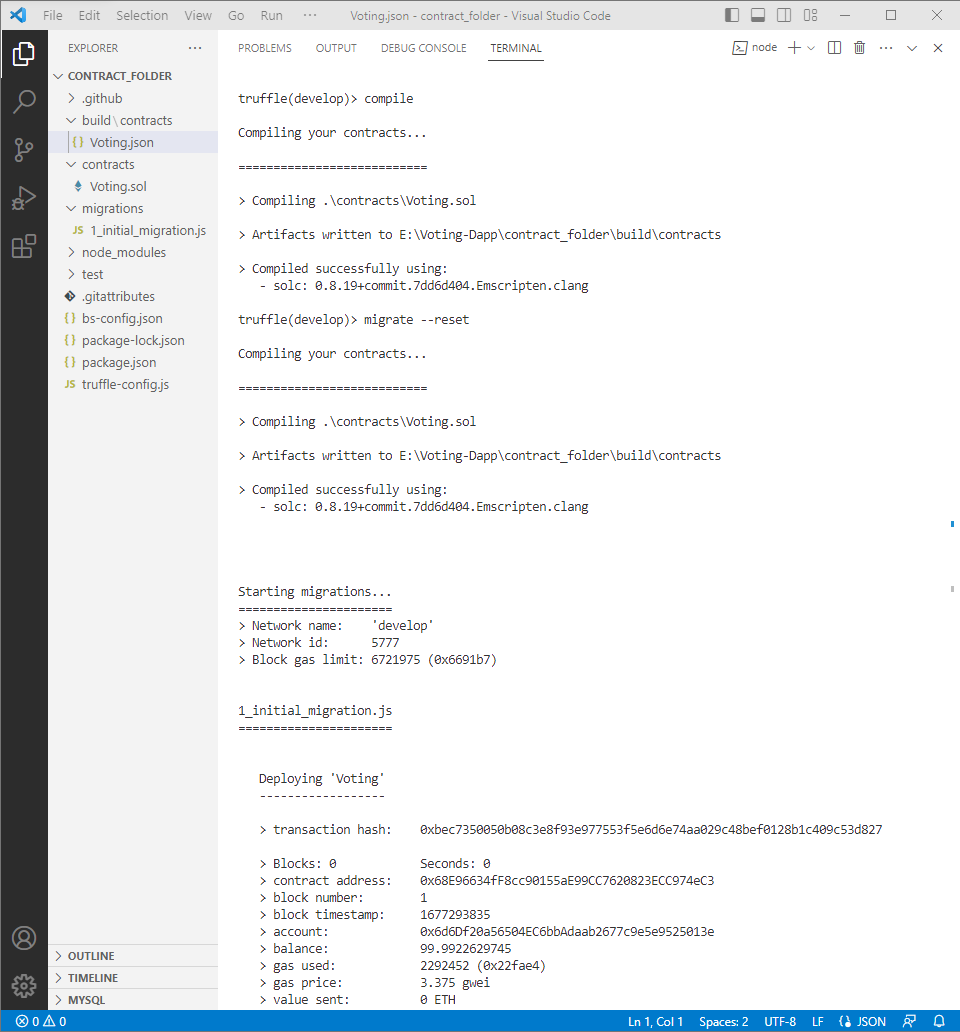 File Edit Selection View Go Run ··· Voting.json - contract_folder - Visual Studio Code
EXPLORER ···
CONTRACT_FOLDER
.github
build\contracts
{} Voting.json
contracts
Voting.sol
migrations
JS 1_initial_migration.js
node_modules
test
.gitattributes
{} bs-config.json
{} package-lock.json
{} package.json
JS truffle-config.js
OUTLINE
TIMELINE
MYSQL
PROBLEMS OUTPUT DEBUG CONSOLE TERMINAL node
truffle(develop)> compile
Compiling your contracts...
===========================
> Compiling .\contracts\Voting.sol
> Artifacts written to E:\Voting-Dapp\contract_folder\build\contracts
> Compiled successfully using:
- solc: 0.8.19+commit.7dd6d404.Emscripten.clang
truffle(develop)> migrate --reset
Compiling your contracts...
===========================
> Compiling .\contracts\Voting.sol
> Artifacts written to E:\Voting-Dapp\contract_folder\build\contracts
> Compiled successfully using:
- solc: 0.8.19+commit.7dd6d404.Emscripten.clang
Starting migrations...
======================
> Network name: 'develop'
> Network id: 5777
> Block gas limit: 6721975 (0x6691b7)
1_initial_migration.js
======================
Deploying 'Voting'
------------------
> transaction hash: 0xbec7350050b08c3e8f93e977553f5e6d6e74aa029c48bef0128b1c409c53d827
> Blocks: 0 Seconds: 0
> contract address: 0x68E96634fF8cc90155aE99CC7620823ECC974eC3
> block number: 1
> block timestamp: 1677293835
> account: 0x6d6Df20a56504EC6bbAdaab2677c9e5e9525013e
> balance: 99.9922629745
> gas used: 2292452 (0x22fae4)
> gas price: 3.375 gwei
> value sent: 0 ETH
0 0 Ln 1, Col 1 Spaces: 2 UTF-8 LF JSON